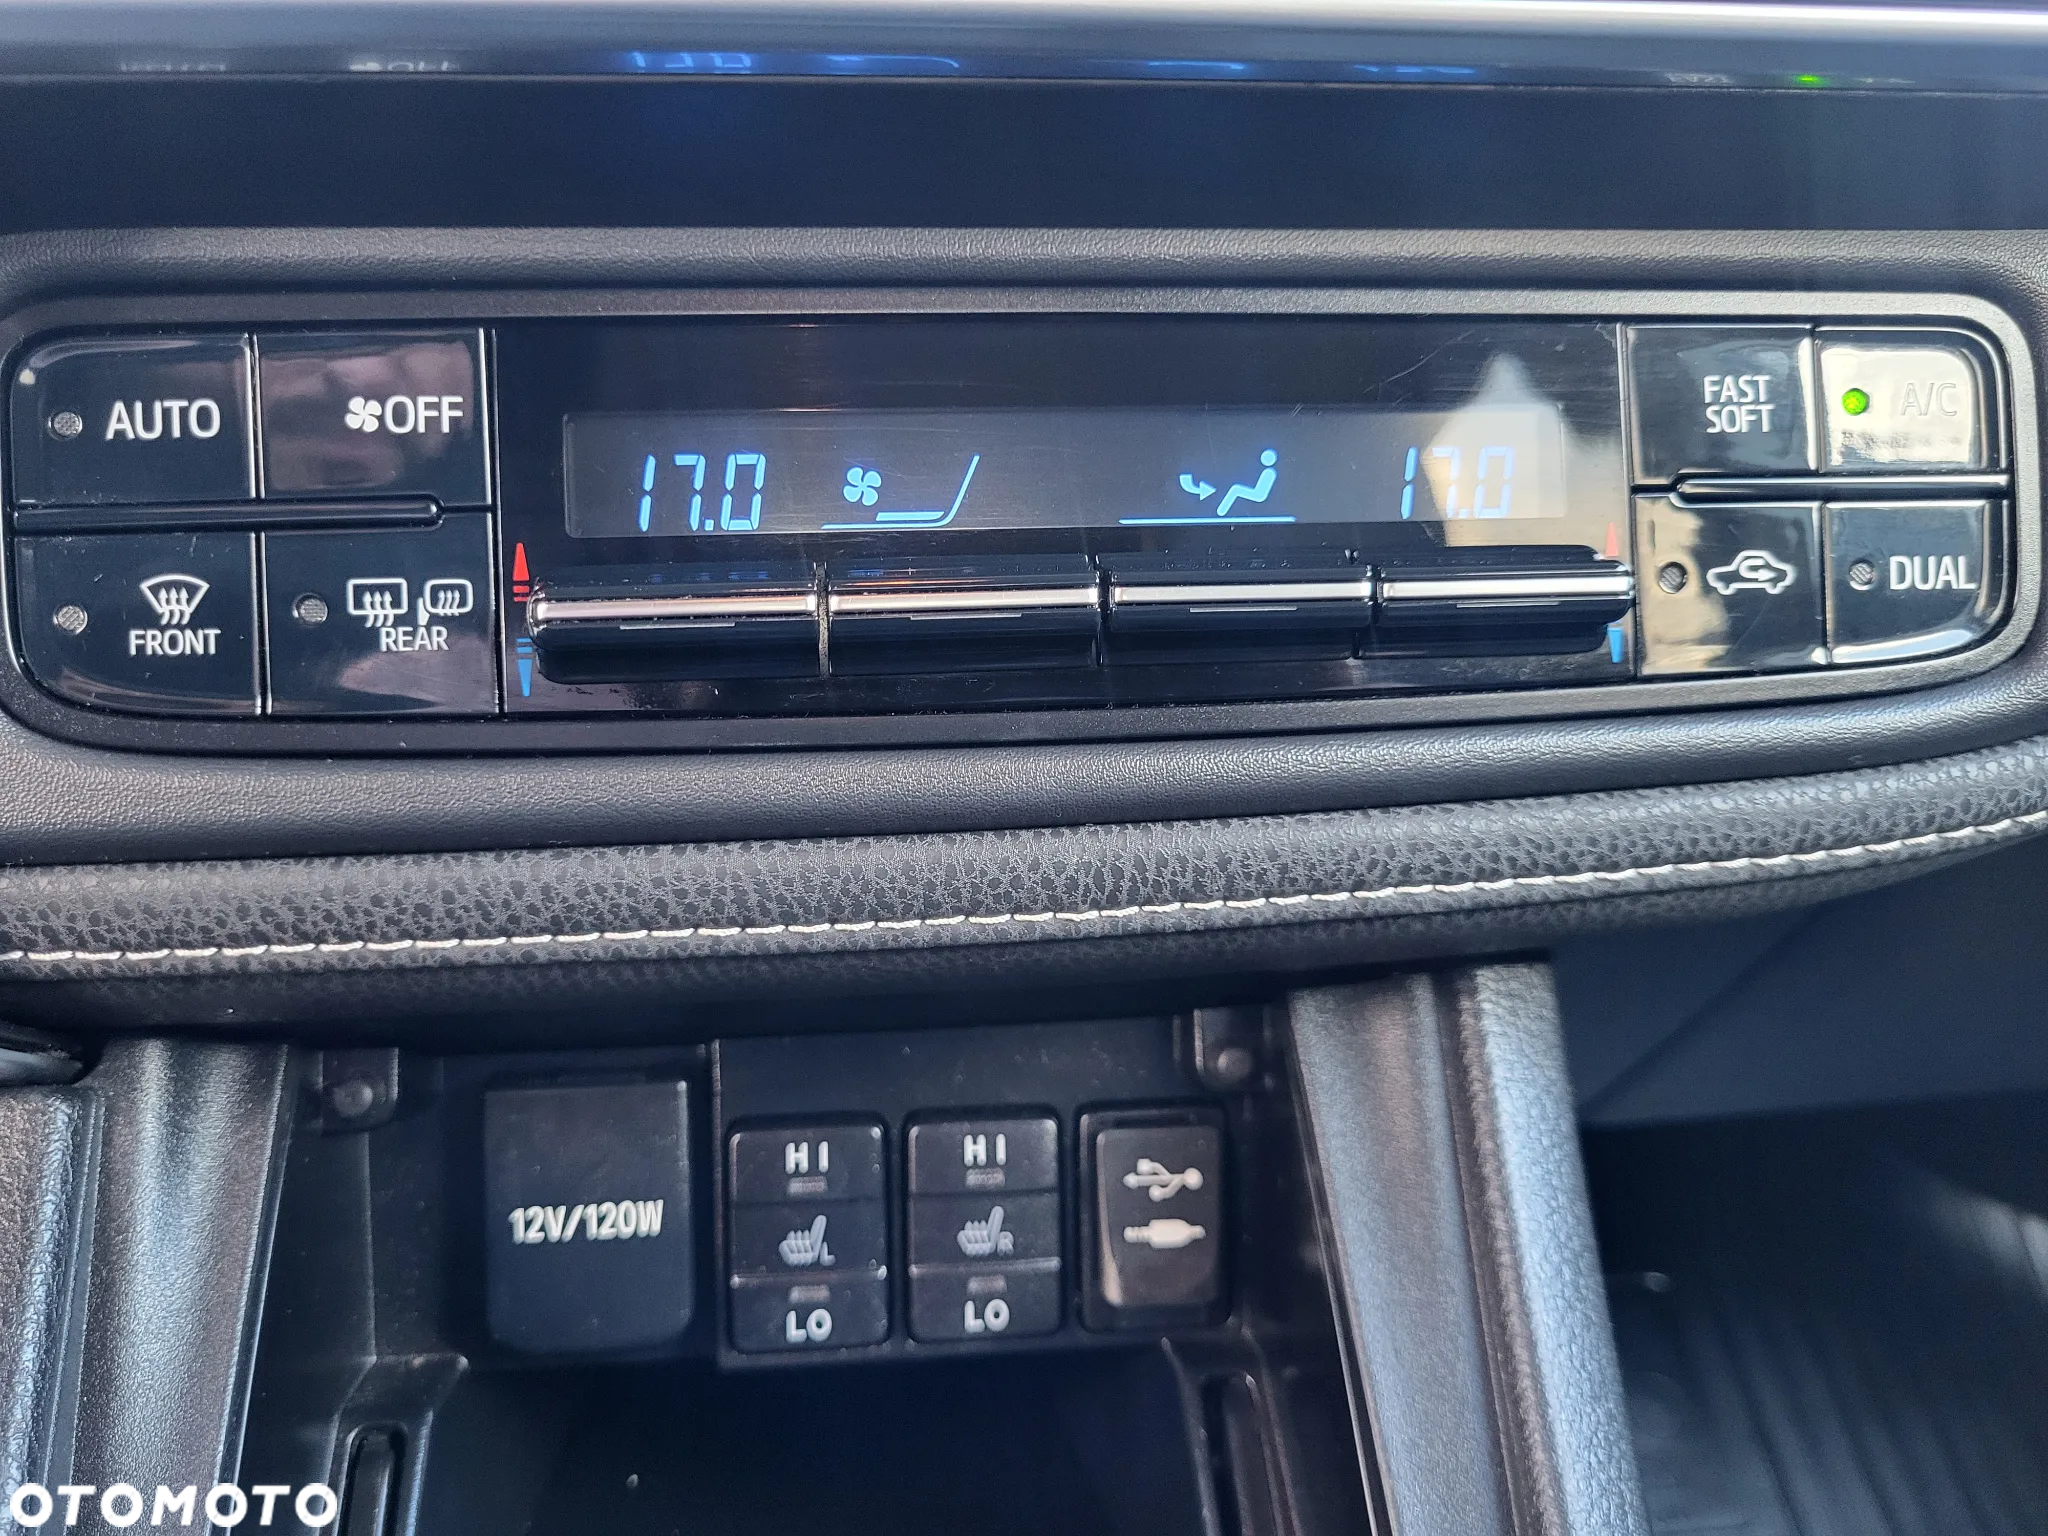 AUTO
OFF
17.0
17.0
FAST
SOFT
A/C
FRONT
REAR
DUAL
12V/120W
HI
L
LO
HI
R
LO
OTOMOTO